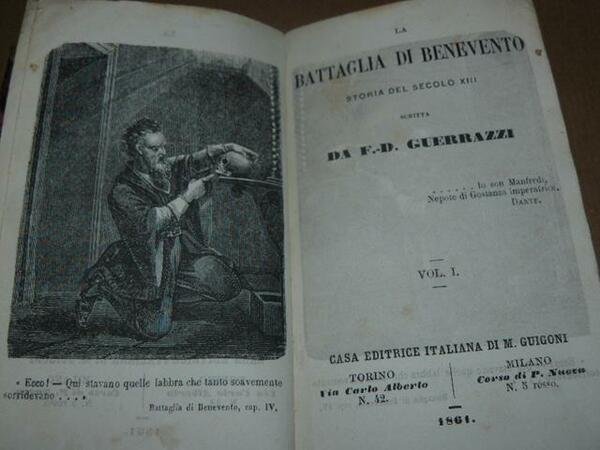 « Ecco! — Qui stavano quelle labbra che tanto soavemente
sorridevano . . . .
Battaglia di Benevento, cap. IV.
LA
BATTAGLIA DI BENEVENTO
STORIA DEL SECOLO XIII
SCRITTA
DA F.-D. GUERRAZZI
. . . . . . Io son Manfredi,
Nepote di Gostanza imperatrice.
DANTE.
VOL. I.
CASA EDITRICE ITALIANA DI M. GUIGONI
TORINO
Via Carlo Alberto
N. 42.
MILANO
Corso di P. Nuova
N. 5 rosso.
1861.